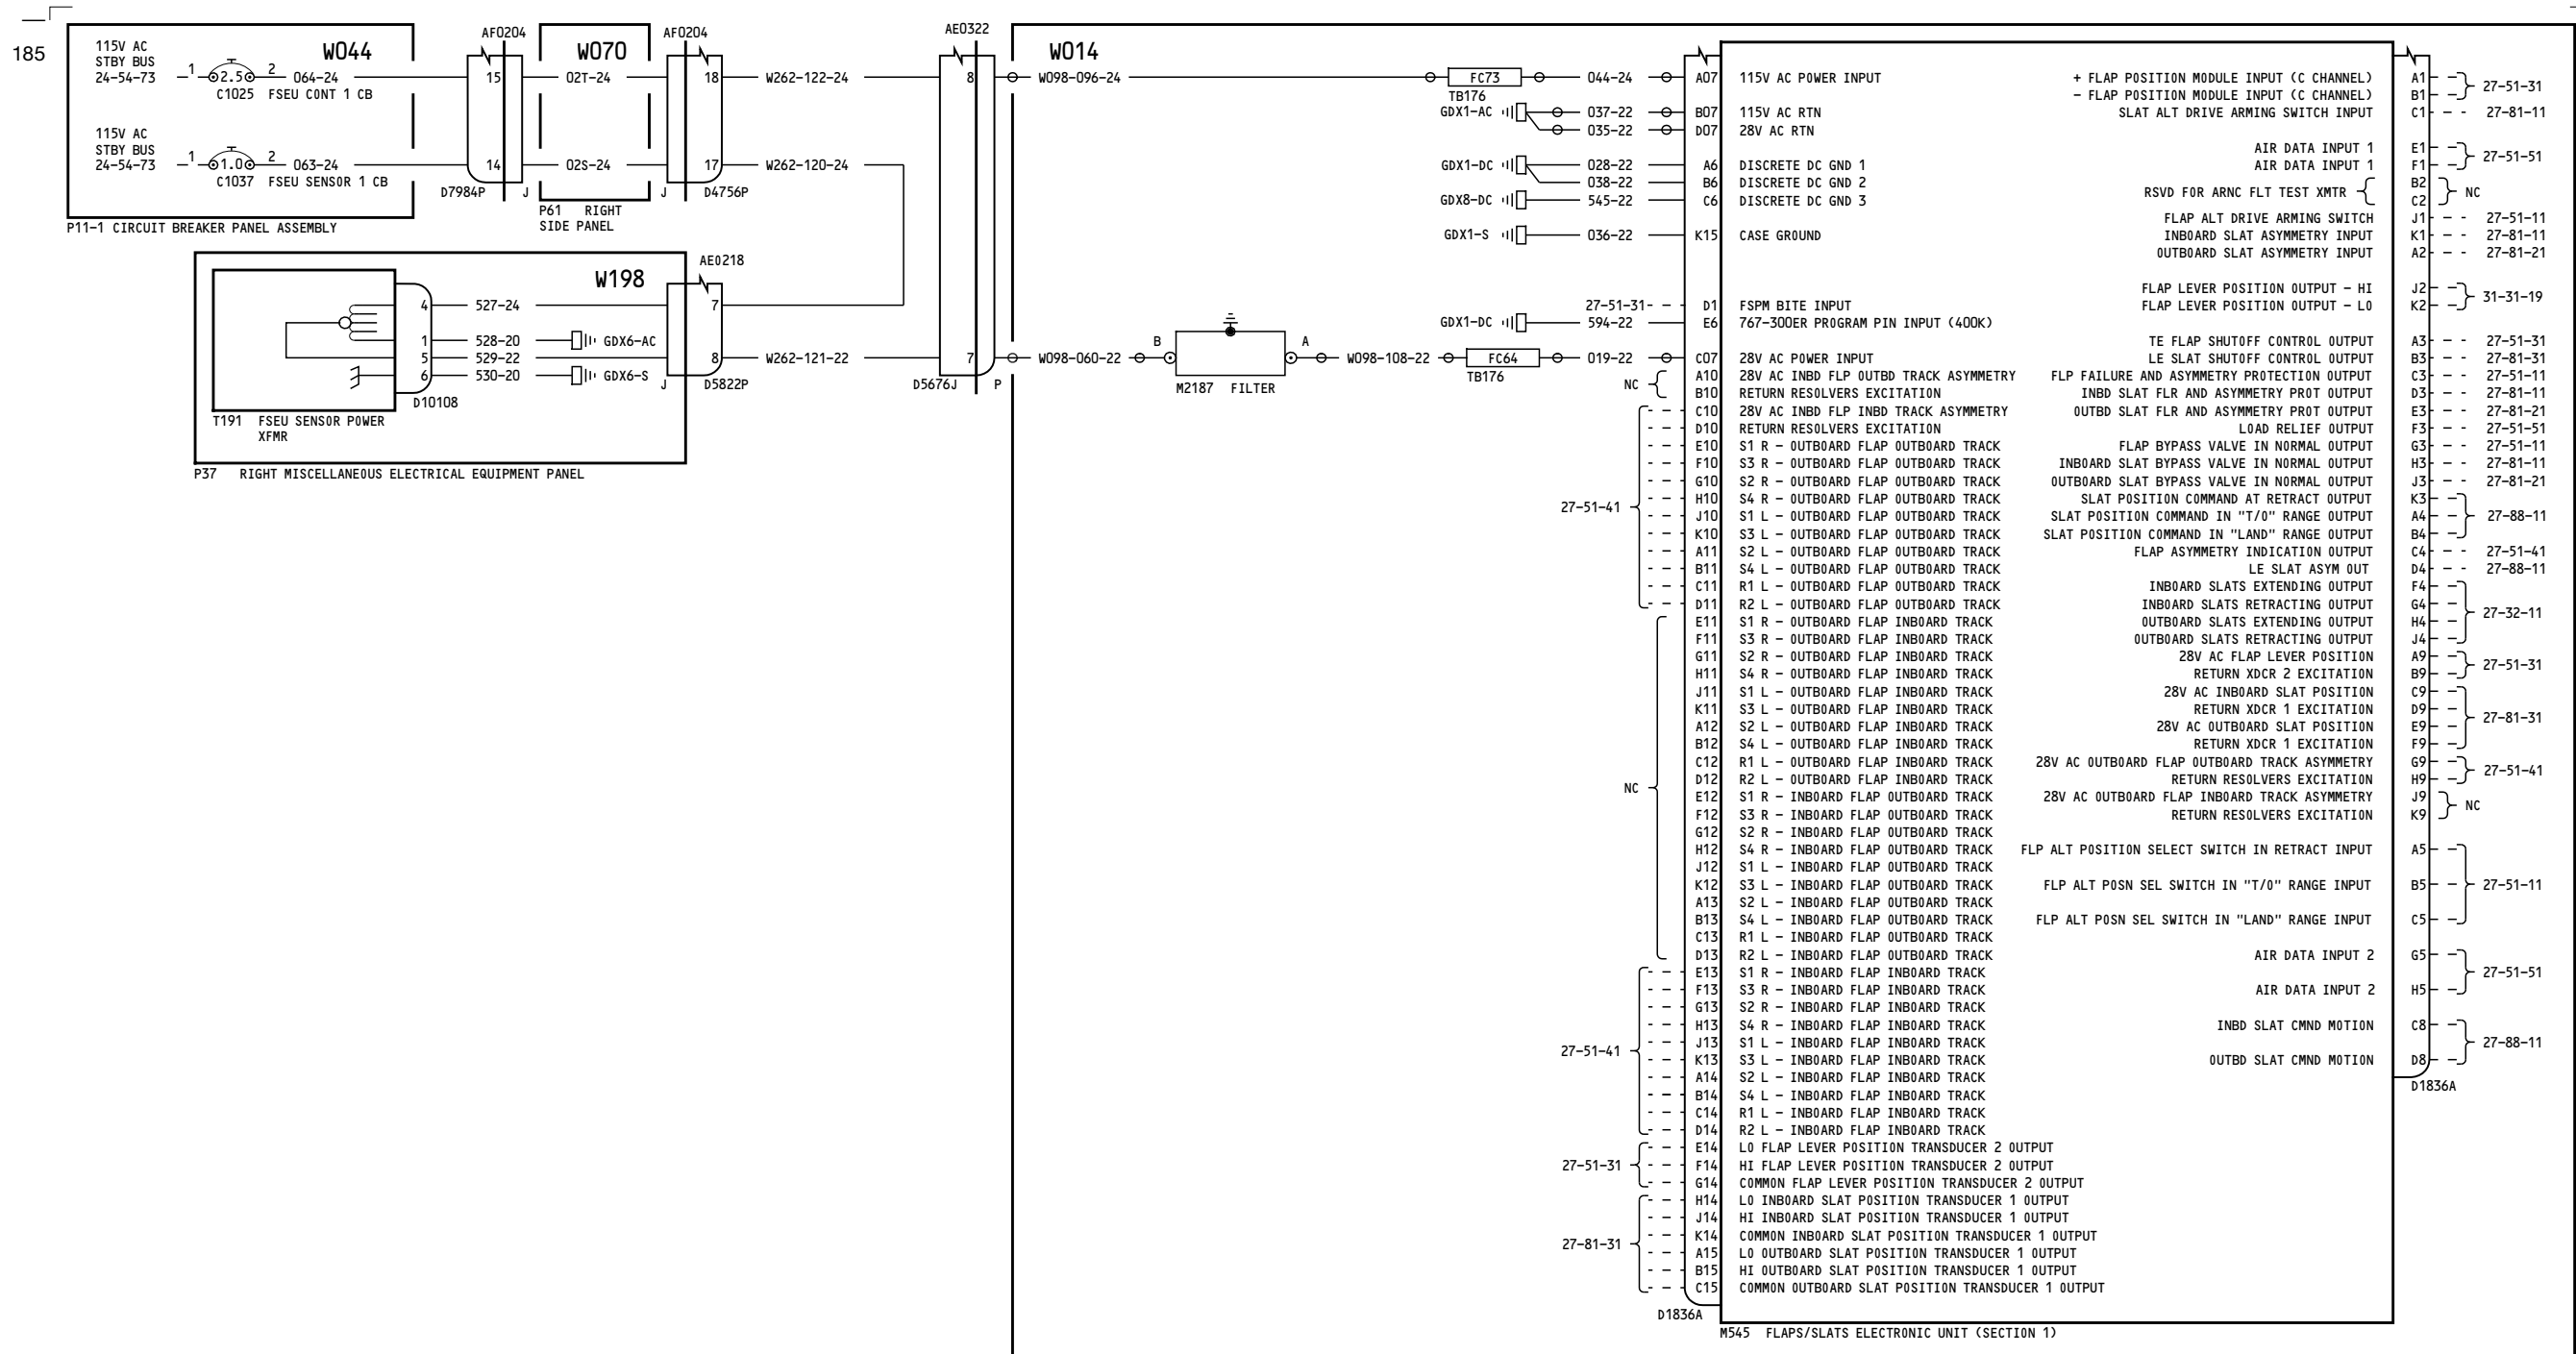 185
115V AC
STBY BUS
24-54-73
1
2.5
2
064-24
C1025 FSEU CONT 1 CB
W044
115V AC
STBY BUS
24-54-73
1
1.0
2
063-24
C1037 FSEU SENSOR 1 CB
P11-1 CIRCUIT BREAKER PANEL ASSEMBLY
AF0204
15
14
D7984P
J
W070
02T-24
02S-24
P61 RIGHT
SIDE PANEL
AF0204
18
17
J
D4756P
W262-122-24
W262-120-24
W198
4
527-24
1
528-20
GDX6-AC
5
529-22
6
530-20
GDX6-S
D10108
T191 FSEU SENSOR POWER
XFMR
P37 RIGHT MISCELLANEOUS ELECTRICAL EQUIPMENT PANEL
AE0218
7
8
J
D5822P
W262-121-22
AE0322
8
7
D5676J
P
W014
W098-096-24
FC73
TB176
044-24
GDX1-AC
037-22
035-22
GDX1-DC
028-22
038-22
GDX8-DC
545-22
GDX1-S
036-22
27-51-31
GDX1-DC
594-22
W098-060-22
B
A
M2187 FILTER
W098-108-22
FC64
TB176
019-22
NC
27-51-41
NC
27-51-41
27-51-31
27-81-31
A07 115V AC POWER INPUT
B07 115V AC RTN
D07 28V AC RTN
A6 DISCRETE DC GND 1
B6 DISCRETE DC GND 2
C6 DISCRETE DC GND 3
K15 CASE GROUND
D1 FSPM BITE INPUT
E6 767-300ER PROGRAM PIN INPUT (400K)
C07 28V AC POWER INPUT
A10 28V AC INBD FLP OUTBD TRACK ASYMMETRY
B10 RETURN RESOLVERS EXCITATION
C10 28V AC INBD FLP INBD TRACK ASYMMETRY
D10 RETURN RESOLVERS EXCITATION
E10 S1 R - OUTBOARD FLAP OUTBOARD TRACK
F10 S3 R - OUTBOARD FLAP OUTBOARD TRACK
G10 S2 R - OUTBOARD FLAP OUTBOARD TRACK
H10 S4 R - OUTBOARD FLAP OUTBOARD TRACK
J10 S1 L - OUTBOARD FLAP OUTBOARD TRACK
K10 S3 L - OUTBOARD FLAP OUTBOARD TRACK
A11 S2 L - OUTBOARD FLAP OUTBOARD TRACK
B11 S4 L - OUTBOARD FLAP OUTBOARD TRACK
C11 R1 L - OUTBOARD FLAP OUTBOARD TRACK
D11 R2 L - OUTBOARD FLAP OUTBOARD TRACK
E11 S1 R - OUTBOARD FLAP INBOARD TRACK
F11 S3 R - OUTBOARD FLAP INBOARD TRACK
G11 S2 R - OUTBOARD FLAP INBOARD TRACK
H11 S4 R - OUTBOARD FLAP INBOARD TRACK
J11 S1 L - OUTBOARD FLAP INBOARD TRACK
K11 S3 L - OUTBOARD FLAP INBOARD TRACK
A12 S2 L - OUTBOARD FLAP INBOARD TRACK
B12 S4 L - OUTBOARD FLAP INBOARD TRACK
C12 R1 L - OUTBOARD FLAP INBOARD TRACK
D12 R2 L - OUTBOARD FLAP INBOARD TRACK
E12 S1 R - INBOARD FLAP OUTBOARD TRACK
F12 S3 R - INBOARD FLAP OUTBOARD TRACK
G12 S2 R - INBOARD FLAP OUTBOARD TRACK
H12 S4 R - INBOARD FLAP OUTBOARD TRACK
J12 S1 L - INBOARD FLAP OUTBOARD TRACK
K12 S3 L - INBOARD FLAP OUTBOARD TRACK
A13 S2 L - INBOARD FLAP OUTBOARD TRACK
B13 S4 L - INBOARD FLAP OUTBOARD TRACK
C13 R1 L - INBOARD FLAP OUTBOARD TRACK
D13 R2 L - INBOARD FLAP OUTBOARD TRACK
E13 S1 R - INBOARD FLAP INBOARD TRACK
F13 S3 R - INBOARD FLAP INBOARD TRACK
G13 S2 R - INBOARD FLAP INBOARD TRACK
H13 S4 R - INBOARD FLAP INBOARD TRACK
J13 S1 L - INBOARD FLAP INBOARD TRACK
K13 S3 L - INBOARD FLAP INBOARD TRACK
A14 S2 L - INBOARD FLAP INBOARD TRACK
B14 S4 L - INBOARD FLAP INBOARD TRACK
C14 R1 L - INBOARD FLAP INBOARD TRACK
D14 R2 L - INBOARD FLAP INBOARD TRACK
E14 LO FLAP LEVER POSITION TRANSDUCER 2 OUTPUT
F14 HI FLAP LEVER POSITION TRANSDUCER 2 OUTPUT
G14 COMMON FLAP LEVER POSITION TRANSDUCER 2 OUTPUT
H14 LO INBOARD SLAT POSITION TRANSDUCER 1 OUTPUT
J14 HI INBOARD SLAT POSITION TRANSDUCER 1 OUTPUT
K14 COMMON INBOARD SLAT POSITION TRANSDUCER 1 OUTPUT
A15 LO OUTBOARD SLAT POSITION TRANSDUCER 1 OUTPUT
B15 HI OUTBOARD SLAT POSITION TRANSDUCER 1 OUTPUT
C15 COMMON OUTBOARD SLAT POSITION TRANSDUCER 1 OUTPUT
D1836A
M545 FLAPS/SLATS ELECTRONIC UNIT (SECTION 1)
+ FLAP POSITION MODULE INPUT (C CHANNEL) A1
- FLAP POSITION MODULE INPUT (C CHANNEL) B1
27-51-31
SLAT ALT DRIVE ARMING SWITCH INPUT C1 27-81-11
AIR DATA INPUT 1 E1
AIR DATA INPUT 1 F1
27-51-51
RSVD FOR ARNC FLT TEST XMTR
B2
C2
NC
FLAP ALT DRIVE ARMING SWITCH J1 27-51-11
INBOARD SLAT ASYMMETRY INPUT K1 27-81-11
OUTBOARD SLAT ASYMMETRY INPUT A2 27-81-21
FLAP LEVER POSITION OUTPUT - HI J2
FLAP LEVER POSITION OUTPUT - LO K2
31-31-19
TE FLAP SHUTOFF CONTROL OUTPUT A3 27-51-31
LE SLAT SHUTOFF CONTROL OUTPUT B3 27-81-31
FLP FAILURE AND ASYMMETRY PROTECTION OUTPUT C3 27-51-11
INBD SLAT FLR AND ASYMMETRY PROT OUTPUT D3 27-81-11
OUTBD SLAT FLR AND ASYMMETRY PROT OUTPUT E3 27-81-21
LOAD RELIEF OUTPUT F3 27-51-51
FLAP BYPASS VALVE IN NORMAL OUTPUT G3 27-51-11
INBOARD SLAT BYPASS VALVE IN NORMAL OUTPUT H3 27-81-11
OUTBOARD SLAT BYPASS VALVE IN NORMAL OUTPUT J3 27-81-21
SLAT POSITION COMMAND AT RETRACT OUTPUT K3
SLAT POSITION COMMAND IN "T/O" RANGE OUTPUT A4 27-88-11
SLAT POSITION COMMAND IN "LAND" RANGE OUTPUT B4
FLAP ASYMMETRY INDICATION OUTPUT C4 27-51-41
LE SLAT ASYM OUT D4 27-88-11
INBOARD SLATS EXTENDING OUTPUT F4
INBOARD SLATS RETRACTING OUTPUT G4
27-32-11
OUTBOARD SLATS EXTENDING OUTPUT H4
OUTBOARD SLATS RETRACTING OUTPUT J4
28V AC FLAP LEVER POSITION A9
RETURN XDCR 2 EXCITATION B9
27-51-31
28V AC INBOARD SLAT POSITION C9
RETURN XDCR 1 EXCITATION D9
27-81-31
28V AC OUTBOARD SLAT POSITION E9
RETURN XDCR 1 EXCITATION F9
28V AC OUTBOARD FLAP OUTBOARD TRACK ASYMMETRY G9
RETURN RESOLVERS EXCITATION H9
27-51-41
28V AC OUTBOARD FLAP INBOARD TRACK ASYMMETRY J9
RETURN RESOLVERS EXCITATION K9
NC
FLP ALT POSITION SELECT SWITCH IN RETRACT INPUT A5
FLP ALT POSN SEL SWITCH IN "T/O" RANGE INPUT B5 27-51-11
FLP ALT POSN SEL SWITCH IN "LAND" RANGE INPUT C5
AIR DATA INPUT 2 G5
27-51-51
AIR DATA INPUT 2 H5
INBD SLAT CMND MOTION C8
27-88-11
OUTBD SLAT CMND MOTION D8
D1836A